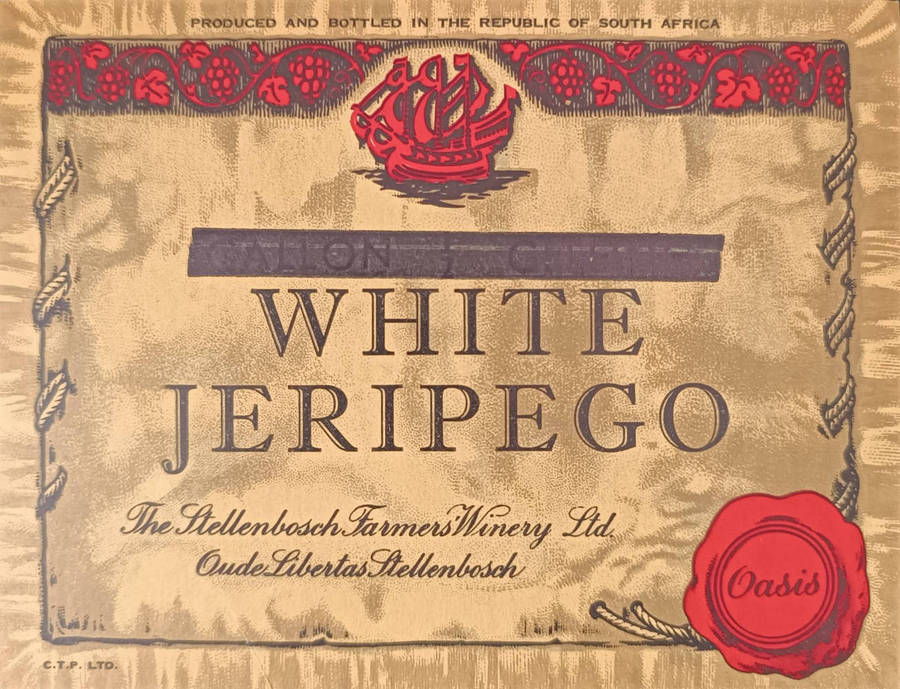 PRODUCED AND BOTTLED IN THE REPUBLIC OF SOUTH AFRICA
GALLON
WHITE
JERIPEGO
The Stellenbosch Farmers' Winery Ltd.
Oude Libertas Stellenbosch
Oasis
C.T.P. LTD.